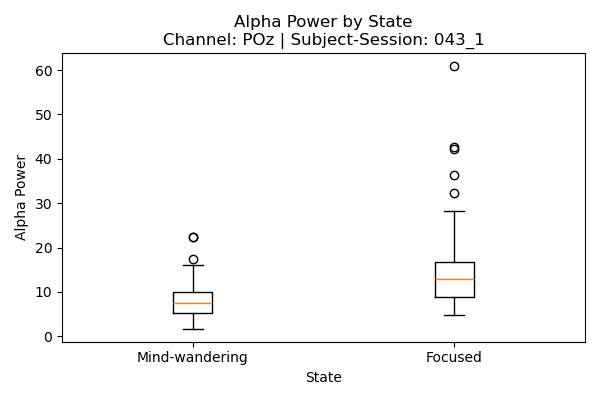 Alpha Power by State
Channel: POz | Subject-Session: 043_1
60
50
40
30
20
10
0
Alpha Power
Mind-wandering
Focused
State